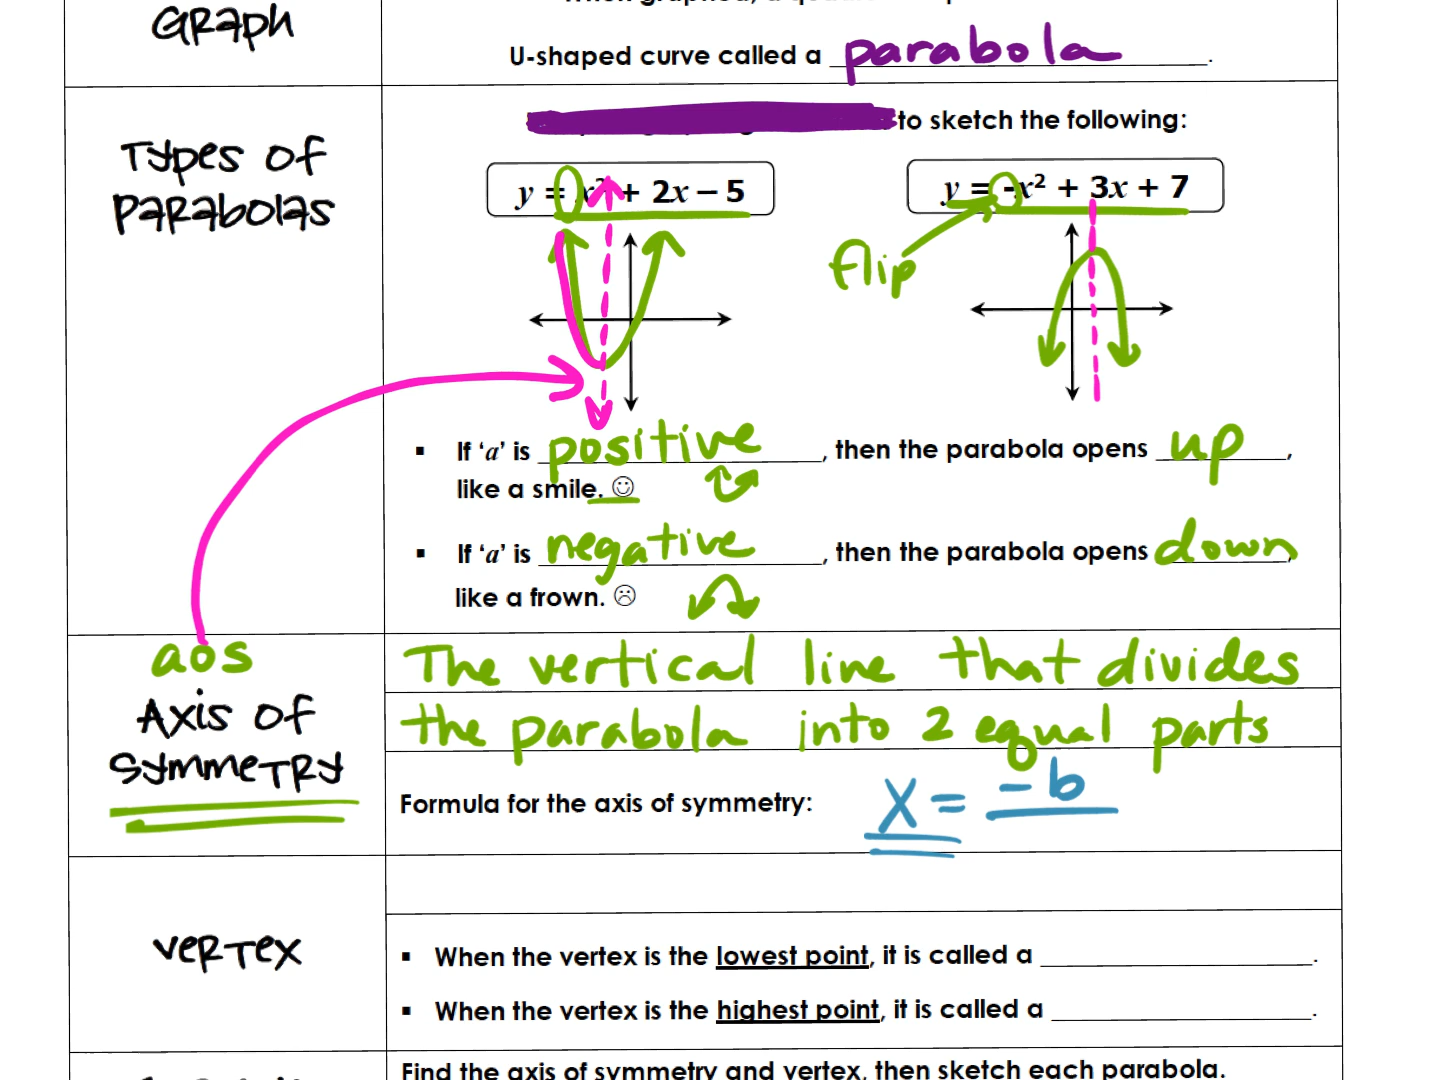 Graph
U-shaped curve called a parabola.
Types of
Parabolas
to sketch the following:
y = x² + 2x – 5
y = -x² + 3x + 7
flip
▪ If ‘a’ is positive, then the parabola opens up,
like a smile. ☺
▪ If ‘a’ is negative, then the parabola opens down,
like a frown. ☹
aos
Axis of
Symmetry
The vertical line that divides
the parabola into 2 equal parts
Formula for the axis of symmetry: x = -b
Vertex
▪ When the vertex is the lowest point, it is called a ____________.
▪ When the vertex is the highest point, it is called a ____________.
Find the axis of symmetry and vertex, then sketch each parabola.